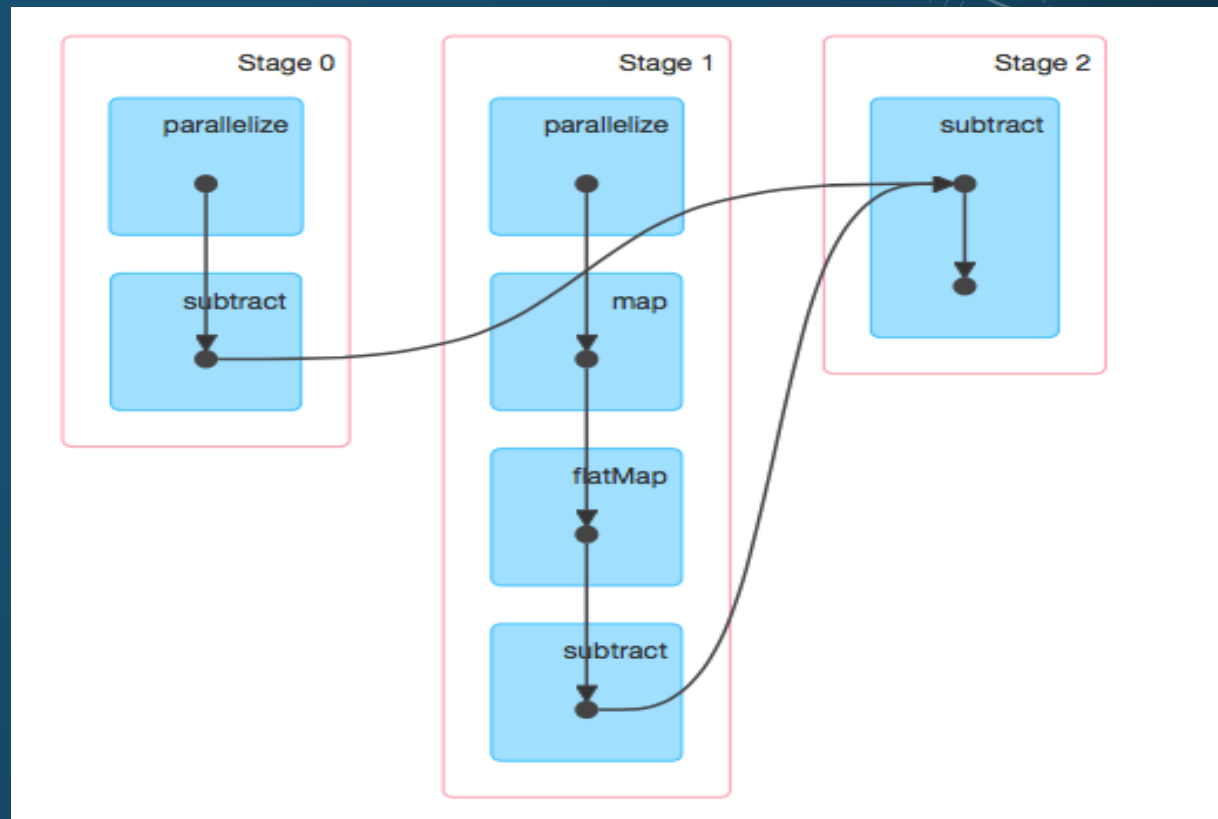 Stage 0
parallelize
subtract
Stage 1
parallelize
map
flatMap
subtract
Stage 2
subtract